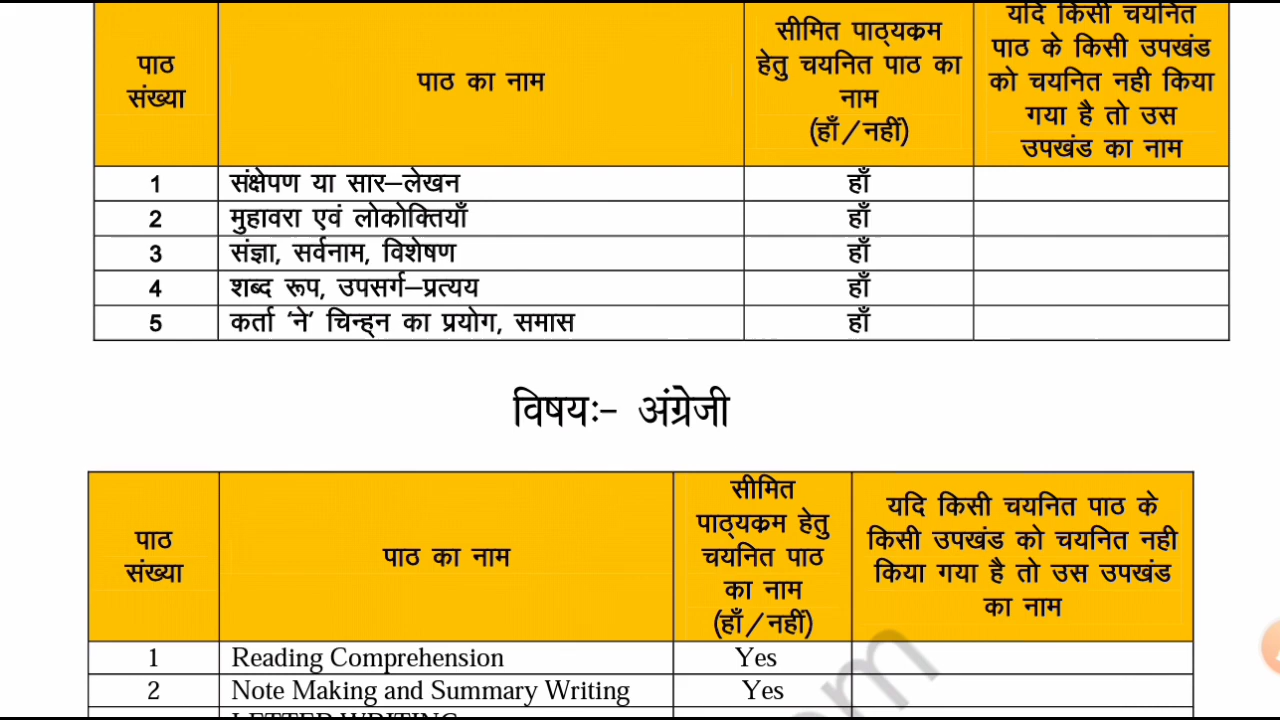 पाठ संख्या
पाठ का नाम
सीमित पाठ्यक्रम हेतु चयनित पाठ का नाम (हाँ/नहीं)
यदि किसी चयनित पाठ के किसी उपखंड को चयनित नही किया गया है तो उस उपखंड का नाम
1 संक्षेपण या सार–लेखन हाँ
2 मुहावरा एवं लोकोक्तियाँ हाँ
3 संज्ञा, सर्वनाम, विशेषण हाँ
4 शब्द रूप, उपसर्ग–प्रत्यय हाँ
5 कर्ता ‘ने’ चिन्ह्न का प्रयोग, समास हाँ
विषयः- अंग्रेजी
पाठ संख्या
पाठ का नाम
सीमित पाठ्यक्रम हेतु चयनित पाठ का नाम (हाँ/नहीं)
यदि किसी चयनित पाठ के किसी उपखंड को चयनित नही किया गया है तो उस उपखंड का नाम
1 Reading Comprehension Yes
2 Note Making and Summary Writing Yes
LETTER WRITING